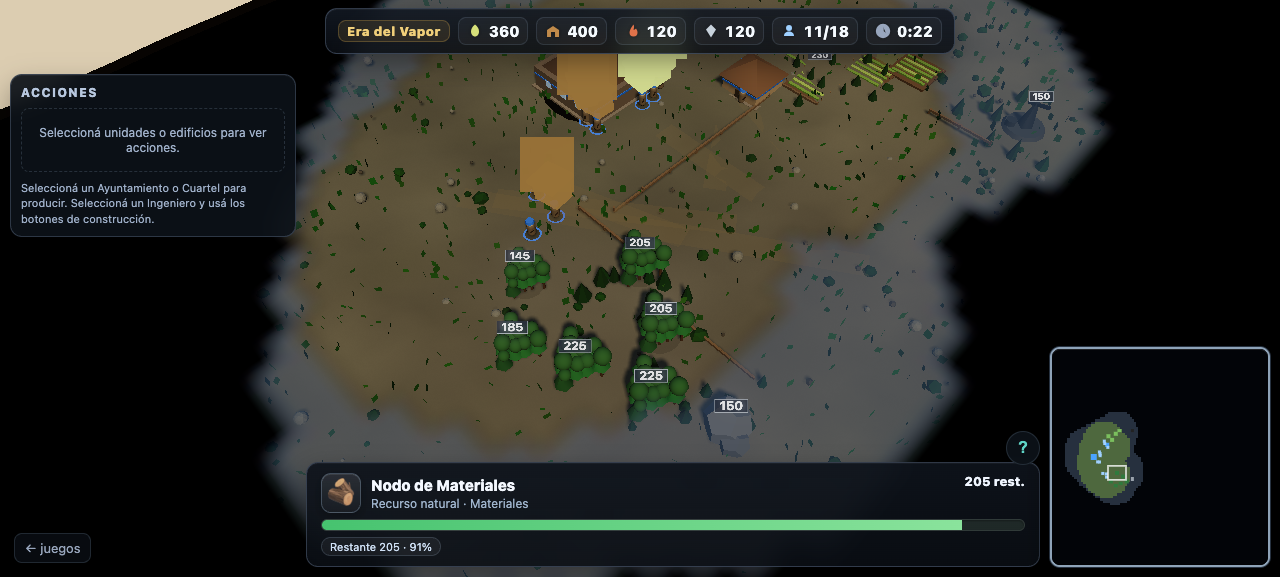 Era del Vapor 360 400 120 120 11/18 0:22
ACCIONES
Seleccioná unidades o edificios para ver
acciones.
Seleccioná un Ayuntamiento o Cuartel para
producir. Seleccioná un Ingeniero y usá los
botones de construcción.
230
150
205
145
205
185
225
225
150
?
Nodo de Materiales
205 rest.
Recurso natural · Materiales
Restante 205 · 91%
← juegos